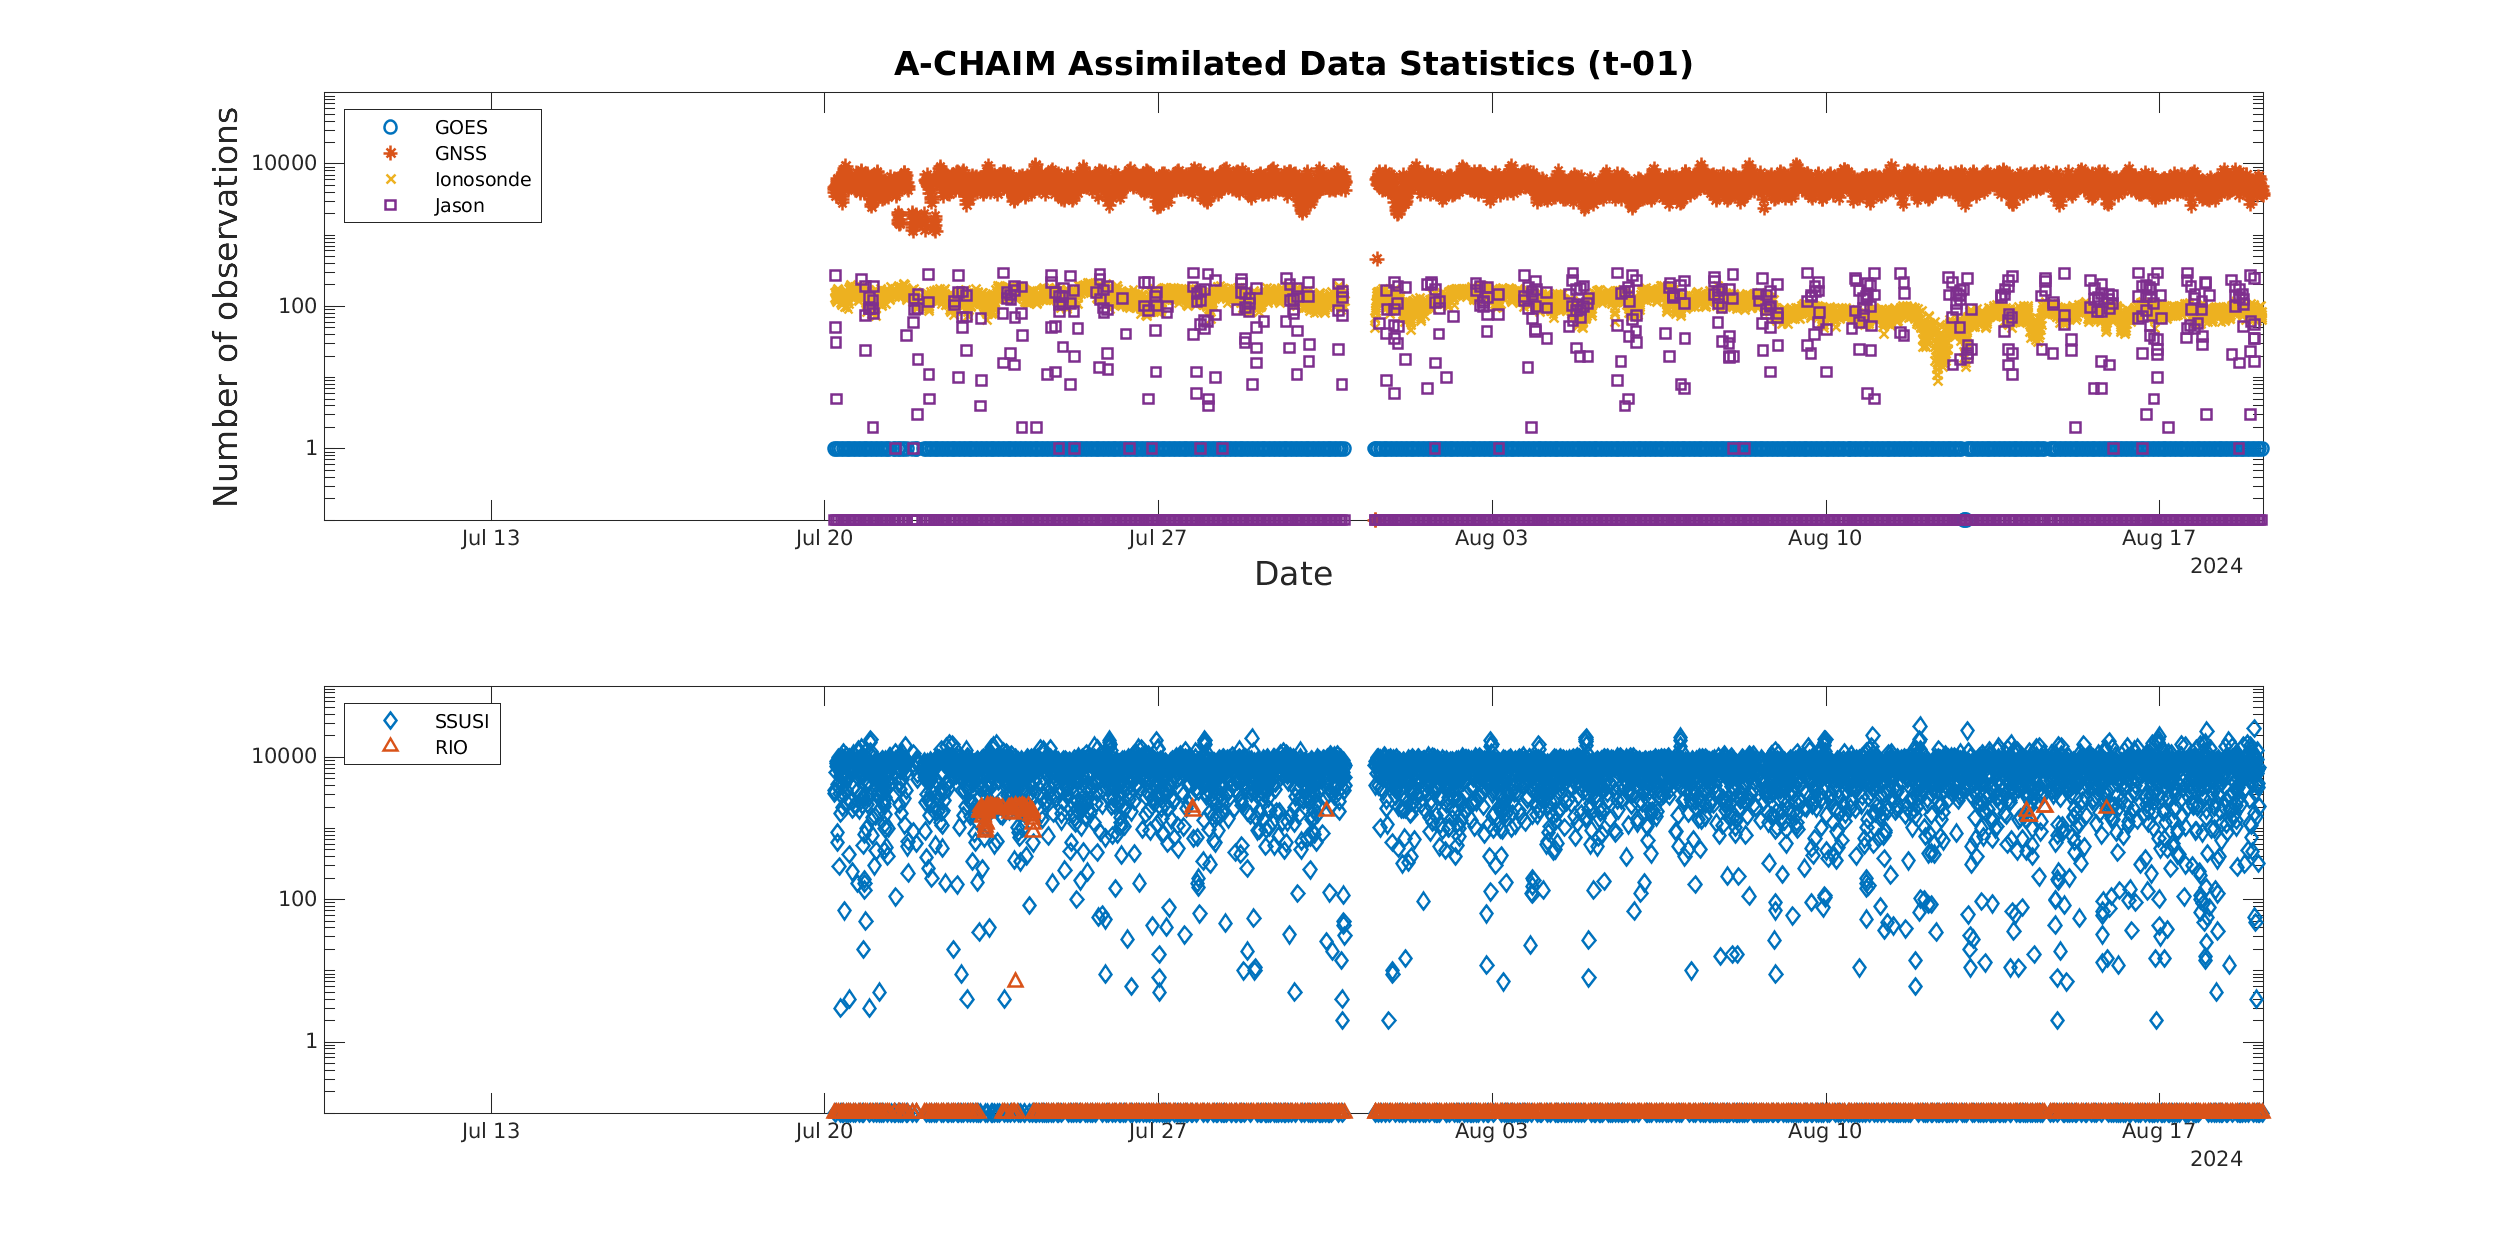 A-CHAIM Assimilated Data Statistics (t-01)
Number of observations
10000
100
1
GOES
GNSS
Ionosonde
Jason
Jul 13
Jul 20
Jul 27
Aug 03
Aug 10
Aug 17
2024
Date
10000
100
1
SSUSI
RIO
Jul 13
Jul 20
Jul 27
Aug 03
Aug 10
Aug 17
2024